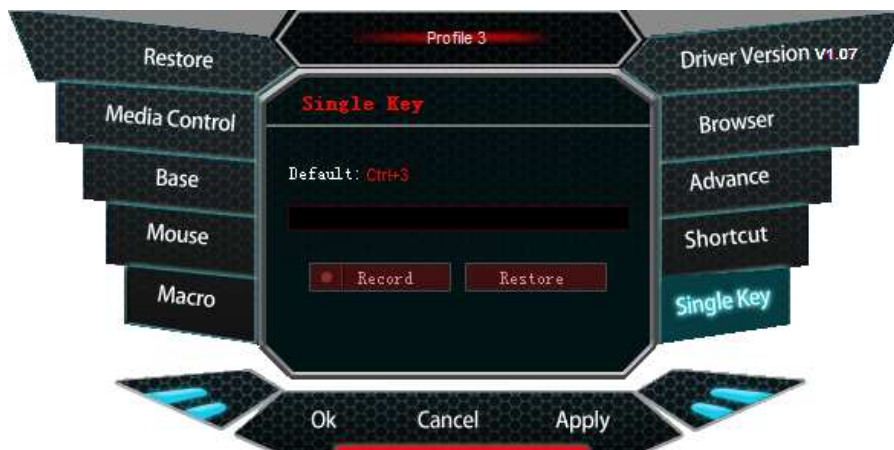 Profile 3
Restore
Media Control
Base
Mouse
Macro
Single Key
Default: Ctrl+3
Record
Restore
Driver Version V1.07
Browser
Advance
Shortcut
Single Key
Ok
Cancel
Apply